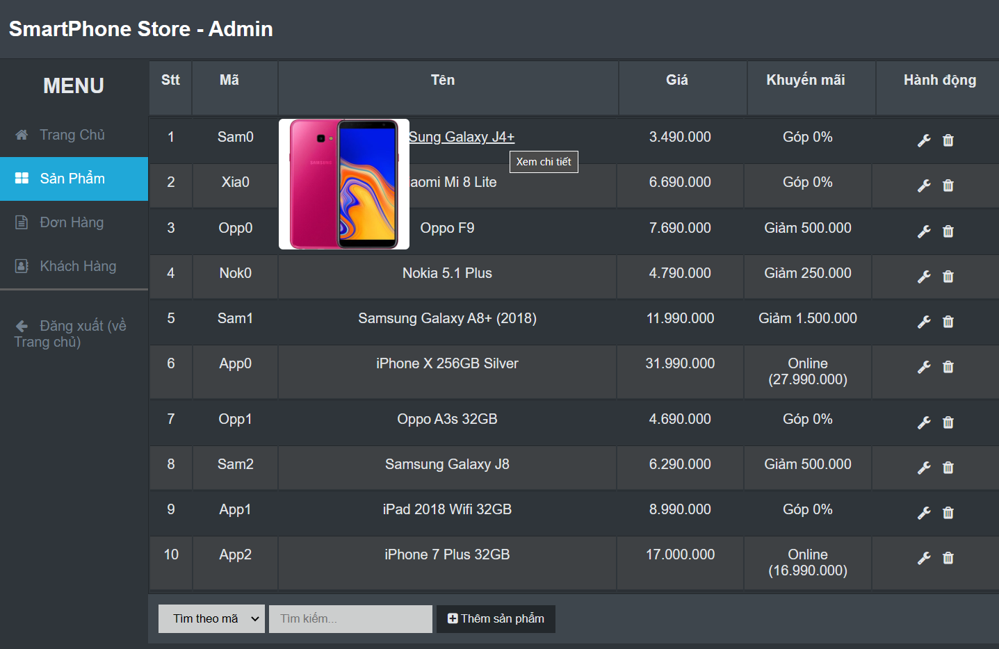 SmartPhone Store - Admin
MENU
Trang Chủ
Sản Phẩm
Đơn Hàng
Khách Hàng
Đăng xuất (về
Trang chủ)
Stt Mã Tên Giá Khuyến mãi Hành động
1 Sam0 Sung Galaxy J4+ 3.490.000 Góp 0%
SAMSUNG
Xem chi tiết
2 Xia0 aomi Mi 8 Lite 6.690.000 Góp 0%
3 Opp0 Oppo F9 7.690.000 Giảm 500.000
4 Nok0 Nokia 5.1 Plus 4.790.000 Giảm 250.000
5 Sam1 Samsung Galaxy A8+ (2018) 11.990.000 Giảm 1.500.000
6 App0 iPhone X 256GB Silver 31.990.000 Online
(27.990.000)
7 Opp1 Oppo A3s 32GB 4.690.000 Góp 0%
8 Sam2 Samsung Galaxy J8 6.290.000 Giảm 500.000
9 App1 iPad 2018 Wifi 32GB 8.990.000 Góp 0%
10 App2 iPhone 7 Plus 32GB 17.000.000 Online
(16.990.000)
Tìm theo mã Tìm kiếm... Thêm sản phẩm